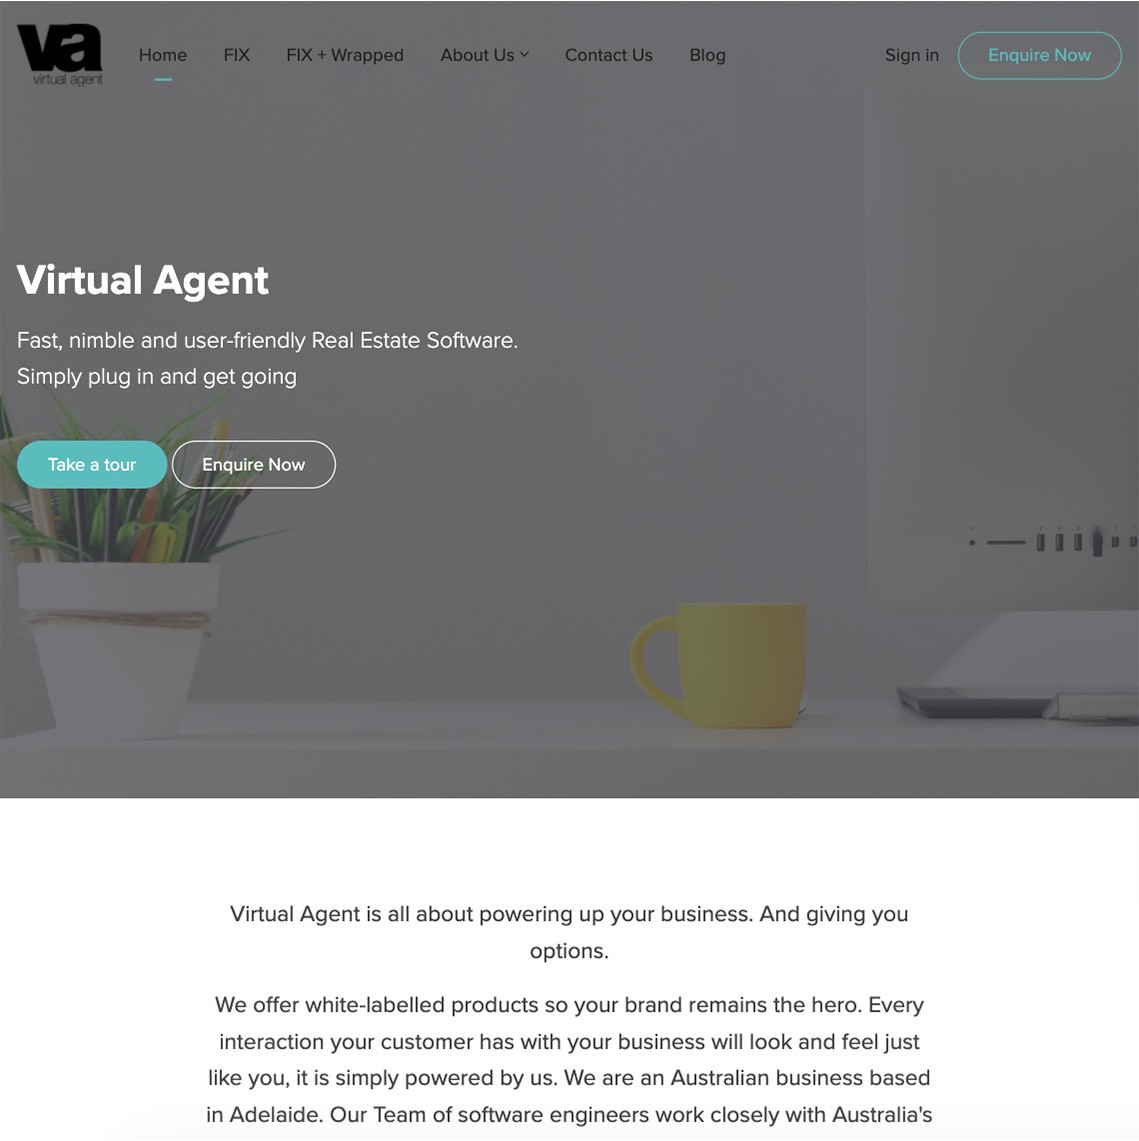 va
virtual agent
Home FIX FIX + Wrapped About Us Contact Us Blog Sign in Enquire Now
Virtual Agent
Fast, nimble and user-friendly Real Estate Software.
Simply plug in and get going
Take a tour Enquire Now
Virtual Agent is all about powering up your business. And giving you
options.
We offer white-labelled products so your brand remains the hero. Every
interaction your customer has with your business will look and feel just
like you, it is simply powered by us. We are an Australian business based
in Adelaide. Our Team of software engineers work closely with Australia's